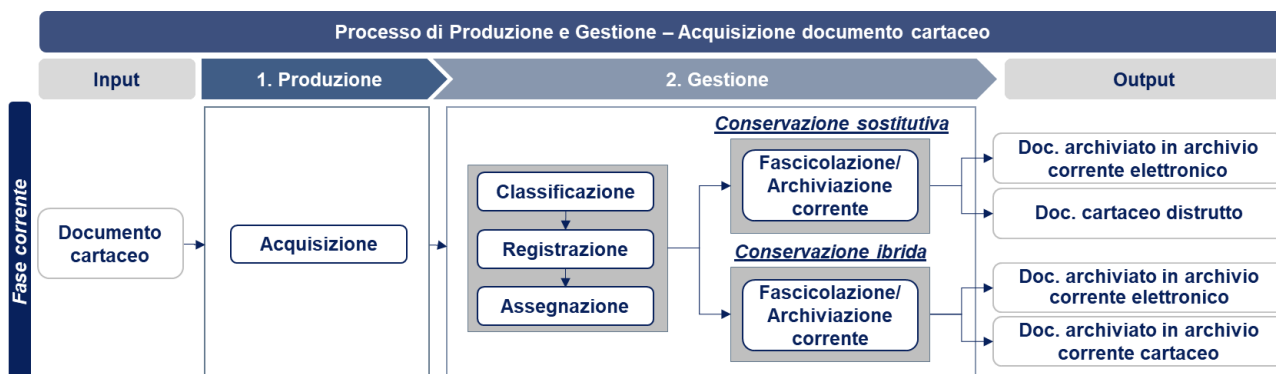 Processo di Produzione e Gestione – Acquisizione documento cartaceo
Input
1. Produzione
2. Gestione
Output
Fase corrente
Documento
cartaceo
Acquisizione
Classificazione
Registrazione
Assegnazione
Conservazione sostitutiva
Fascicolazione/
Archiviazione
corrente
Conservazione ibrida
Fascicolazione/
Archiviazione
corrente
Doc. archiviato in archivio
corrente elettronico
Doc. cartaceo distrutto
Doc. archiviato in archivio
corrente elettronico
Doc. archiviato in archivio
corrente cartaceo